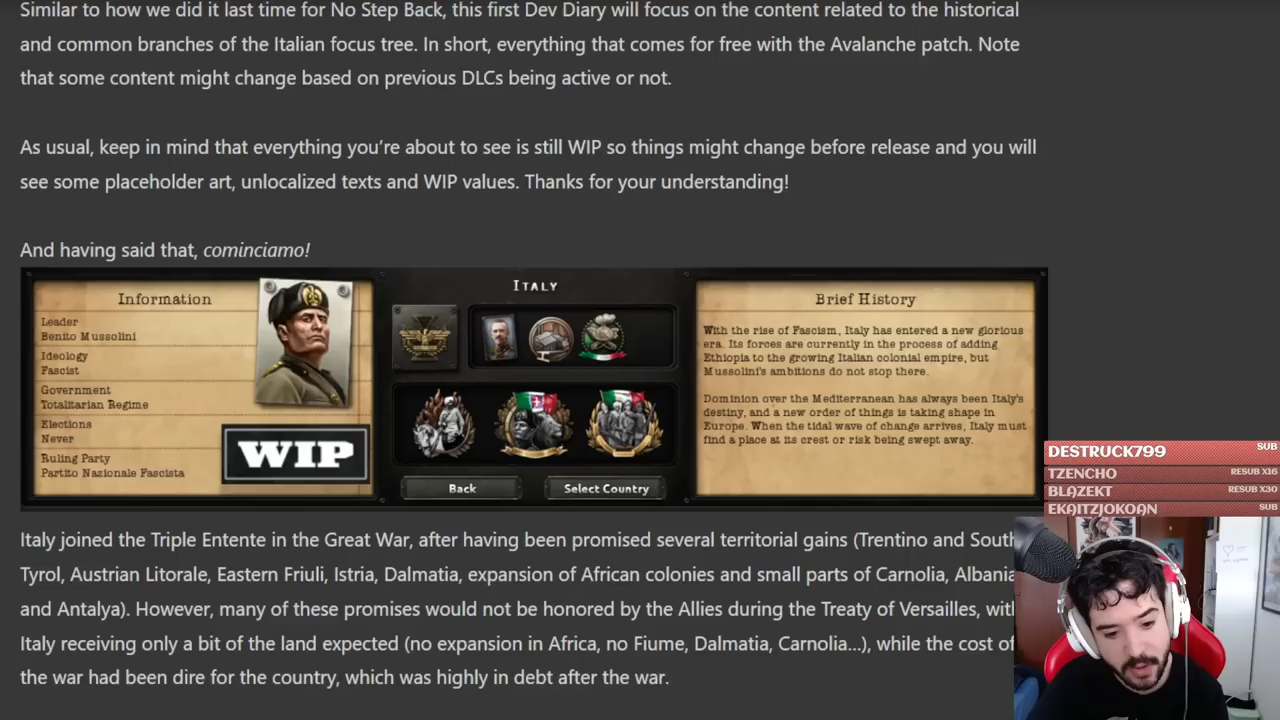 Similar to how we did it last time for No Step Back, this first Dev Diary will focus on the content related to the historical
and common branches of the Italian focus tree. In short, everything that comes for free with the Avalanche patch. Note
that some content might change based on previous DLCs being active or not.
As usual, keep in mind that everything you’re about to see is still WIP so things might change before release and you will
see some placeholder art, unlocalized texts and WIP values. Thanks for your understanding!
And having said that, cominciamo!
Information
Leader
Benito Mussolini
Ideology
Fascist
Government
Totalitarian Regime
Elections
Never
Ruling Party
Partito Nazionale Fascista
WIP
ITALY
Back
Select Country
Brief History
With the rise of Fascism, Italy has entered a new glorious
era. Its forces are currently in the process of adding
Ethiopia to the growing Italian colonial empire, but
Mussolini's ambitions do not stop there.
Dominion over the Mediterranean has always been Italy's
destiny, and a new order of things is taking shape in
Europe. When the tidal wave of change arrives, Italy must
find a place at its crest or risk being swept away.
DESTRUCK799 SUB
TZENCHO RESUB X16
BLAZEKT RESUB X30
EKAITZJOKOAN SUB
Italy joined the Triple Entente in the Great War, after having been promised several territorial gains (Trentino and South
Tyrol, Austrian Litorale, Eastern Friuli, Istria, Dalmatia, expansion of African colonies and small parts of Carnolia, Albania
and Antalya). However, many of these promises would not be honored by the Allies during the Treaty of Versailles, with
Italy receiving only a bit of the land expected (no expansion in Africa, no Fiume, Dalmatia, Carnolia...), while the cost of
the war had been dire for the country, which was highly in debt after the war.